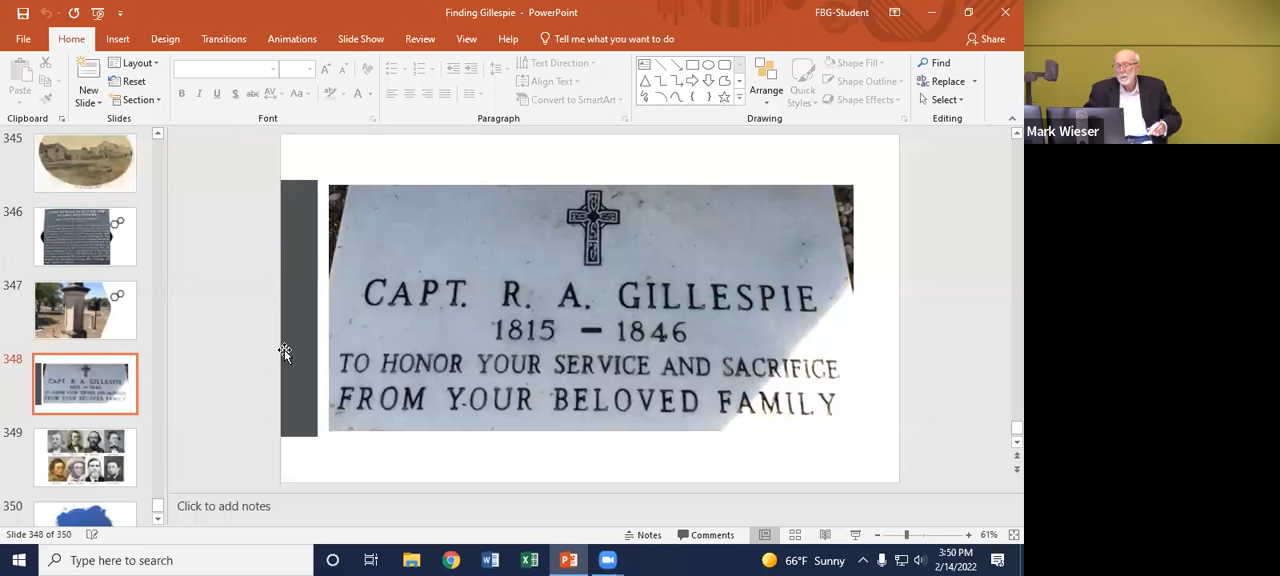 Finding Gillespie - PowerPoint
FBG-Student
File Home Insert Design Transitions Animations Slide Show Review View Help Tell me what you want to do Share
Paste
New
Slide
Layout
Reset
Section
Text Direction
Align Text
Convert to SmartArt
Arrange
Quick
Styles
Shape Fill
Shape Outline
Shape Effects
Find
Replace
Select
Clipboard Slides Font Paragraph Drawing Editing
345
346
347
348
349
350
CAPT. R. A. GILLESPIE
1815 - 1846
TO HONOR YOUR SERVICE AND SACRIFICE
FROM YOUR BELOVED FAMILY
Mark Wieser
Click to add notes
Slide 348 of 350
Notes
Comments
61%
Type here to search
66°F Sunny
3:50 PM
2/14/2022